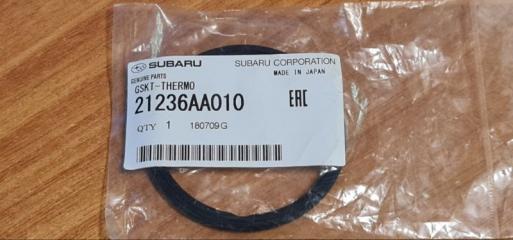 SUBARU SUBARU CORPORATION
GENUINE PARTS MADE IN JAPAN
GSKT-THERMO
21236AA010 EAC
QTY 1 180709G